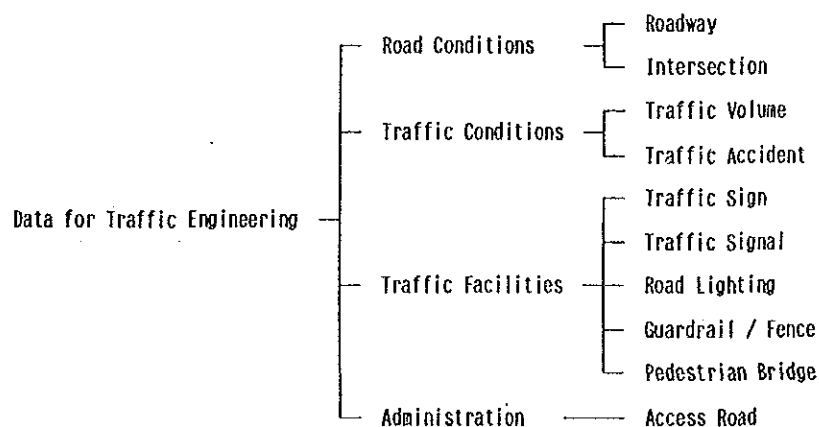 Roadway
Road Conditions
Intersection
Traffic Volume
Traffic Conditions
Traffic Accident
Traffic Sign
Data for Traffic Engineering
Traffic Signal
Traffic Facilities
Road Lighting
Guardrail / Fence
Pedestrian Bridge
Administration
Access Road